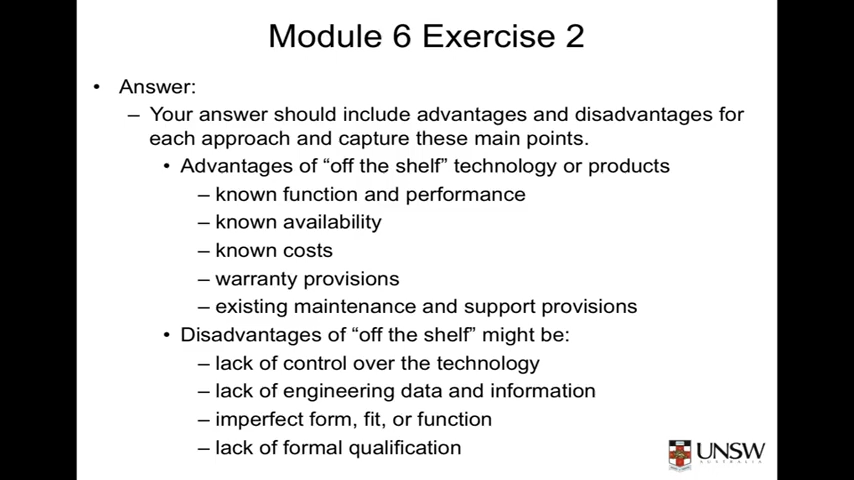 Module 6 Exercise 2
• Answer:
– Your answer should include advantages and disadvantages for
each approach and capture these main points.
• Advantages of “off the shelf” technology or products
– known function and performance
– known availability
– known costs
– warranty provisions
– existing maintenance and support provisions
• Disadvantages of “off the shelf” might be:
– lack of control over the technology
– lack of engineering data and information
– imperfect form, fit, or function
– lack of formal qualification
UNSW
AUSTRALIA